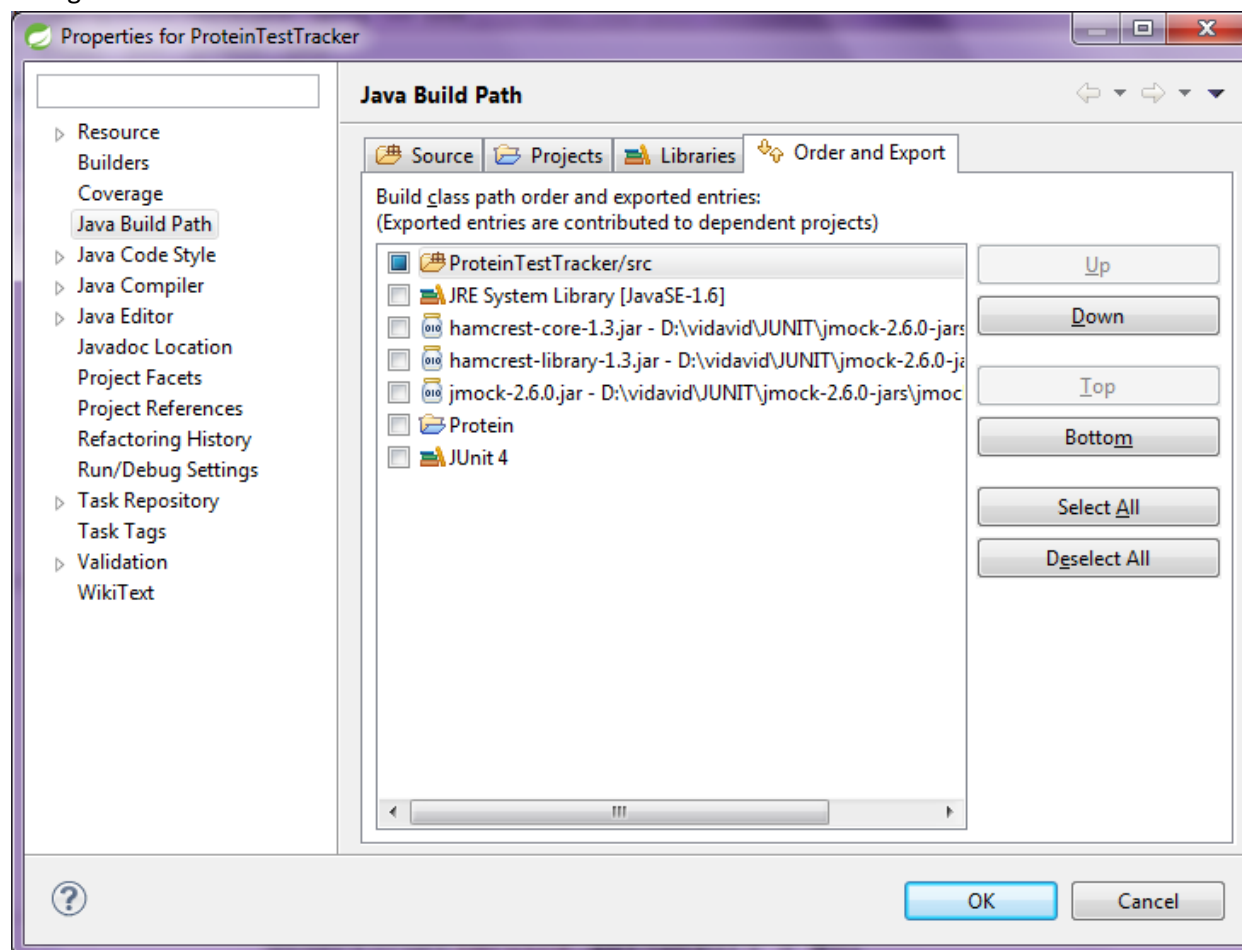 Properties for ProteinTestTracker
Java Build Path
Resource
Builders
Coverage
Java Build Path
Java Code Style
Java Compiler
Java Editor
Javadoc Location
Project Facets
Project References
Refactoring History
Run/Debug Settings
Task Repository
Task Tags
Validation
WikiText
Source Projects Libraries Order and Export
Build class path order and exported entries:
(Exported entries are contributed to dependent projects)
ProteinTestTracker/src
JRE System Library [JavaSE-1.6]
hamcrest-core-1.3.jar - D:\vidavid\JUNIT\jmock-2.6.0-jars
hamcrest-library-1.3.jar - D:\vidavid\JUNIT\jmock-2.6.0-ja
jmock-2.6.0.jar - D:\vidavid\JUNIT\jmock-2.6.0-jars\jmoc
Protein
JUnit 4
Up
Down
Top
Bottom
Select All
Deselect All
OK Cancel